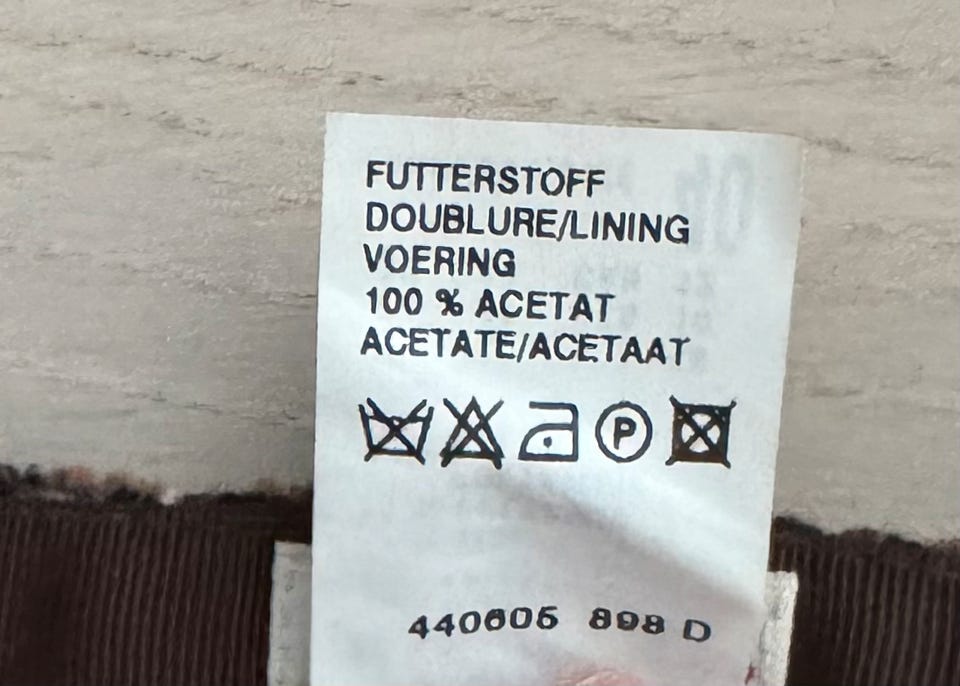 FUTTERSTOFF
DOUBLURE/LINING
VOERING
100 % ACETAT
ACETATE/ACETAAT
P
440605 898 D